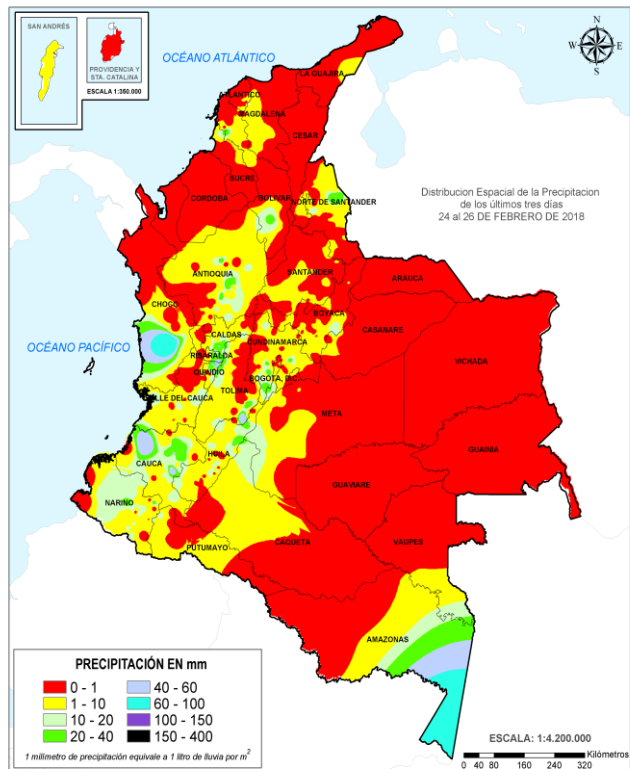 SAN ANDRÉS
PROVIDENCIA Y
STA. CATALINA
ESCALA 1:350.000
OCÉANO ATLÁNTICO
N
W
E
S
LA GUAJIRA
ATLANTICO
MAGDALENA
CESAR
SUCRE
CORDOBA
BOLIVAR
NORTE DE SANTANDER
Distribucion Espacial de la Precipitacion
de los últimos tres días
24 al 26 DE FEBRERO DE 2018
ANTIOQUIA
SANTANDER
ARAUCA
CHOCO
BOYACA
CASANARE
OCÉANO PACÍFICO
CALDAS
CUNDINAMARCA
VICHADA
RISARALDA
QUINDIO
BOGOTA, D.C.
TOLIMA
VALLE DEL CAUCA
META
GUAINIA
HUILA
CAUCA
GUAVIARE
NARIÑO
PUTUMAYO
CAQUETA
VAUPES
AMAZONAS
PRECIPITACIÓN EN mm
0 - 1
40 - 60
1 - 10
60 - 100
10 - 20
100 - 150
20 - 40
150 - 400
1 milímetro de precipitación equivale a 1 litro de lluvia por m2
ESCALA: 1:4.200.000
Kilómetros
0 40 80 160 240 320